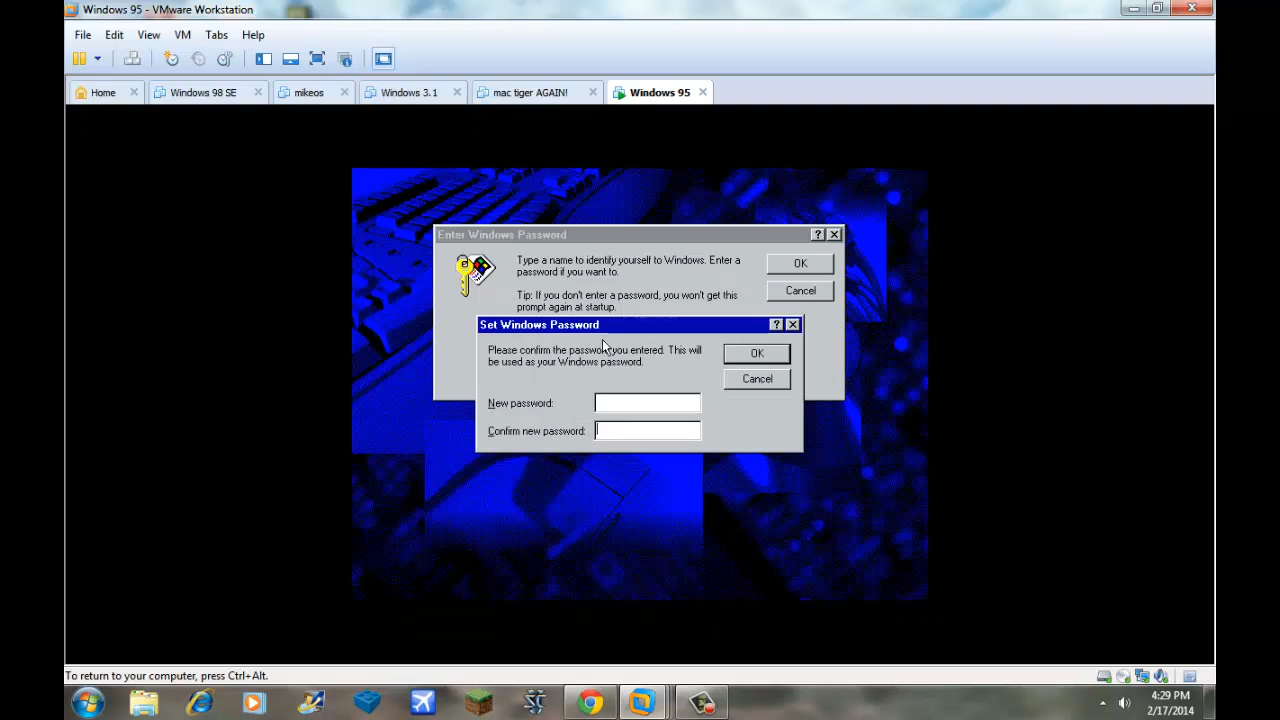 Windows 95 - VMware Workstation
File Edit View VM Tabs Help
Home Windows 98 SE mikeos Windows 3.1 mac tiger AGAIN! Windows 95
Enter Windows Password
Type a name to identify yourself to Windows. Enter a
password if you want to.
OK
Tip: If you don't enter a password, you won't get this
prompt again at startup.
Cancel
Set Windows Password
Please confirm the password you entered. This will
be used as your Windows password.
OK
Cancel
New password:
Confirm new password:
To return to your computer, press Ctrl+Alt.
4:29 PM
2/17/2014